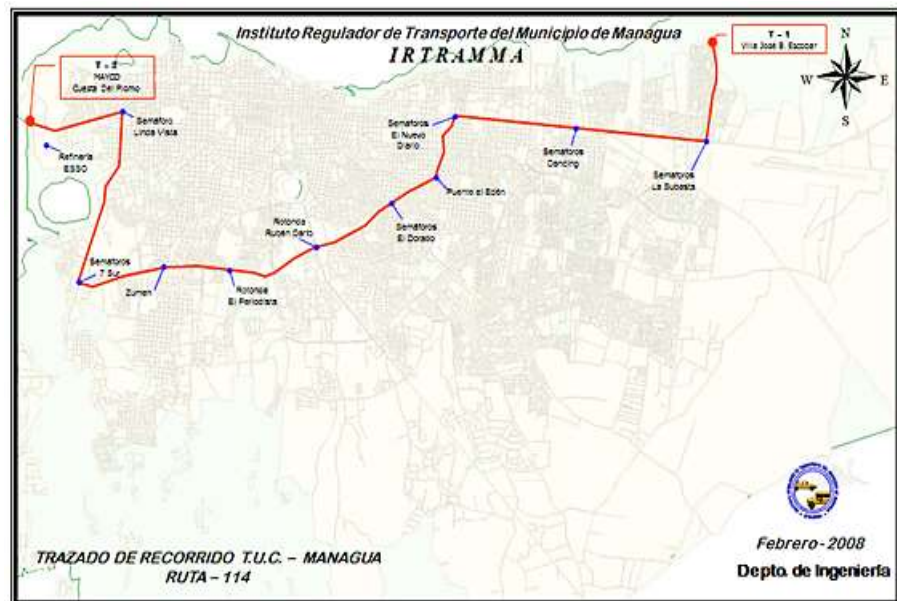 Instituto Regulador de Transporte del Municipio de Managua
IRTRAMMA
T - 1
Villa Jose B. Escobar
N
W
E
S
T - 2
MAYCO
Cuesta Del Plomo
Semáforo
Linda Vista
Refinería
ESSO
Semáforos
El Nuevo
Diario
Semáforos
Semáforos
La Subasta
Puente el Edén
Semáforos
El Dorado
Rotonda
Ruben Darío
Semáforos
7 Sur
Zumen
Rotonda
El Periodista
TRAZADO DE RECORRIDO T.U.C. – MANAGUA
RUTA – 114
Febrero - 2008
Depto. de Ingeniería